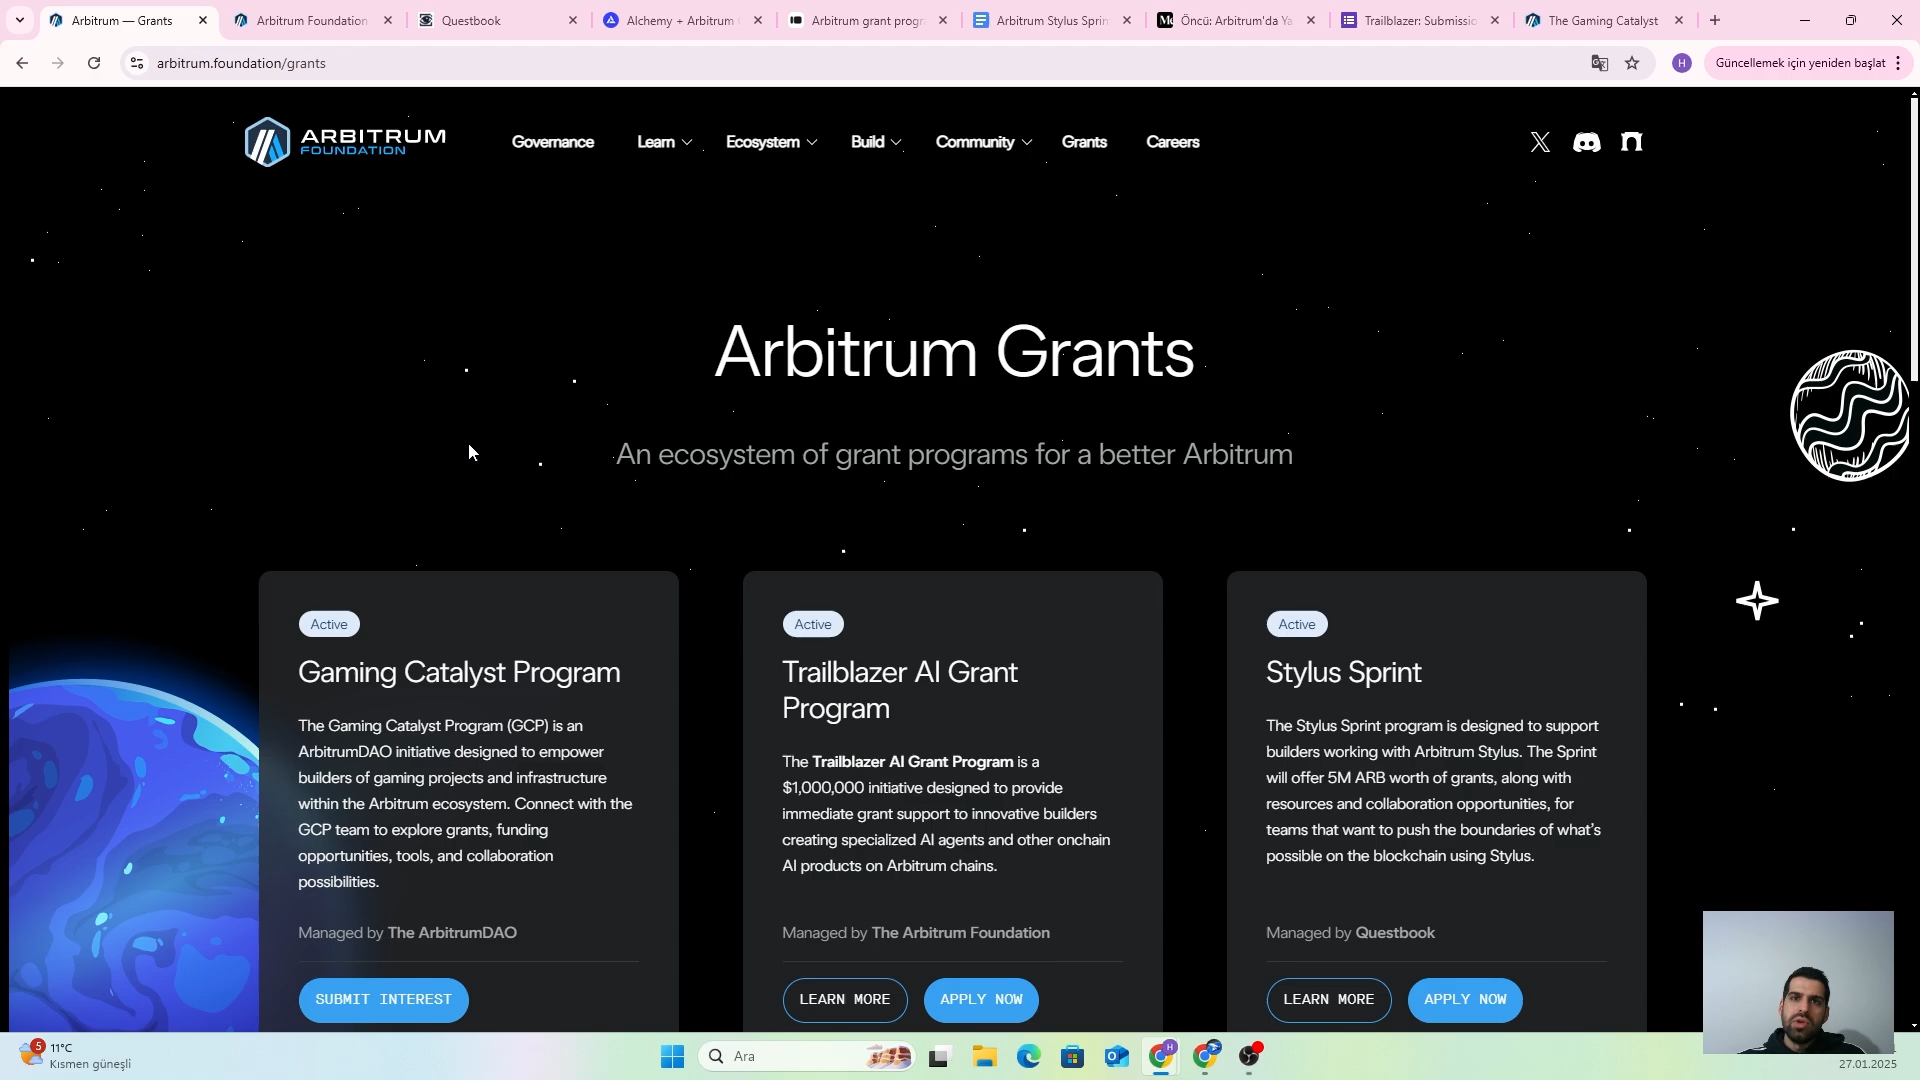 Arbitrum — Grants
Arbitrum Foundation
Questbook
Alchemy + Arbitrum
Arbitrum grant progr
Arbitrum Stylus Sprin
Öncü: Arbitrum'da Ya
Trailblazer: Submissio
The Gaming Catalyst
arbitrum.foundation/grants
H
Güncellemek için yeniden başlat
ARBITRUM
FOUNDATION
Governance
Learn
Ecosystem
Build
Community
Grants
Careers
Arbitrum Grants
An ecosystem of grant programs for a better Arbitrum
Active
Gaming Catalyst Program
The Gaming Catalyst Program (GCP) is an
ArbitrumDAO initiative designed to empower
builders of gaming projects and infrastructure
within the Arbitrum ecosystem. Connect with the
GCP team to explore grants, funding
opportunities, tools, and collaboration
possibilities.
Managed by The ArbitrumDAO
SUBMIT INTEREST
Active
Trailblazer AI Grant
Program
The Trailblazer AI Grant Program is a
$1,000,000 initiative designed to provide
immediate grant support to innovative builders
creating specialized AI agents and other onchain
AI products on Arbitrum chains.
Managed by The Arbitrum Foundation
LEARN MORE
APPLY NOW
Active
Stylus Sprint
The Stylus Sprint program is designed to support
builders working with Arbitrum Stylus. The Sprint
will offer 5M ARB worth of grants, along with
resources and collaboration opportunities, for
teams that want to push the boundaries of what's
possible on the blockchain using Stylus.
Managed by Questbook
LEARN MORE
APPLY NOW
5
11°C
Kısmen güneşli
Ara
H
27.01.2025